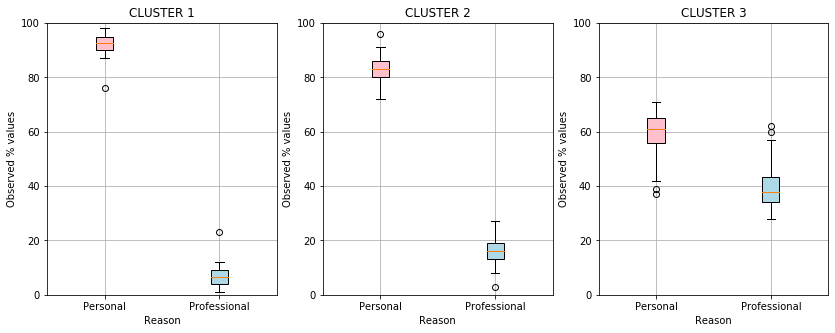 CLUSTER 1
100
80
60
40
20
0
Observed % values
Personal Professional
Reason
CLUSTER 2
100
80
60
40
20
0
Observed % values
Personal Professional
Reason
CLUSTER 3
100
80
60
40
20
0
Observed % values
Personal Professional
Reason